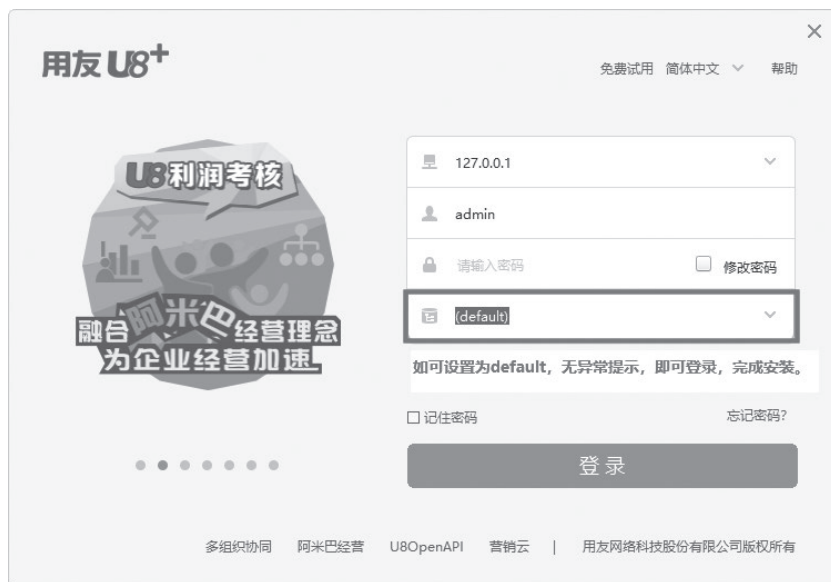 用友 U8+
免费试用 简体中文 帮助
U8利润考核
融合阿米巴经营理念
为企业经营加速
127.0.0.1
admin
请输入密码 修改密码
(default)
如可设置为default，无异常提示，即可登录，完成安装。
记住密码 忘记密码?
登录
多组织协同 阿米巴经营 U8OpenAPI 营销云 | 用友网络科技股份有限公司版权所有